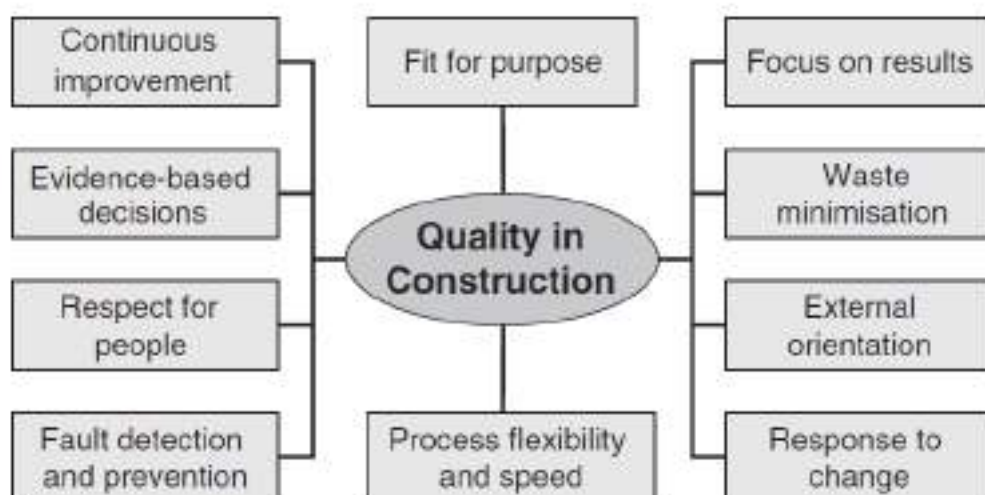 Continuous
improvement
Fit for purpose
Focus on results
Evidence-based
decisions
Waste
minimisation
Quality in
Construction
Respect for
people
External
orientation
Fault detection
and prevention
Process flexibility
and speed
Response to
change